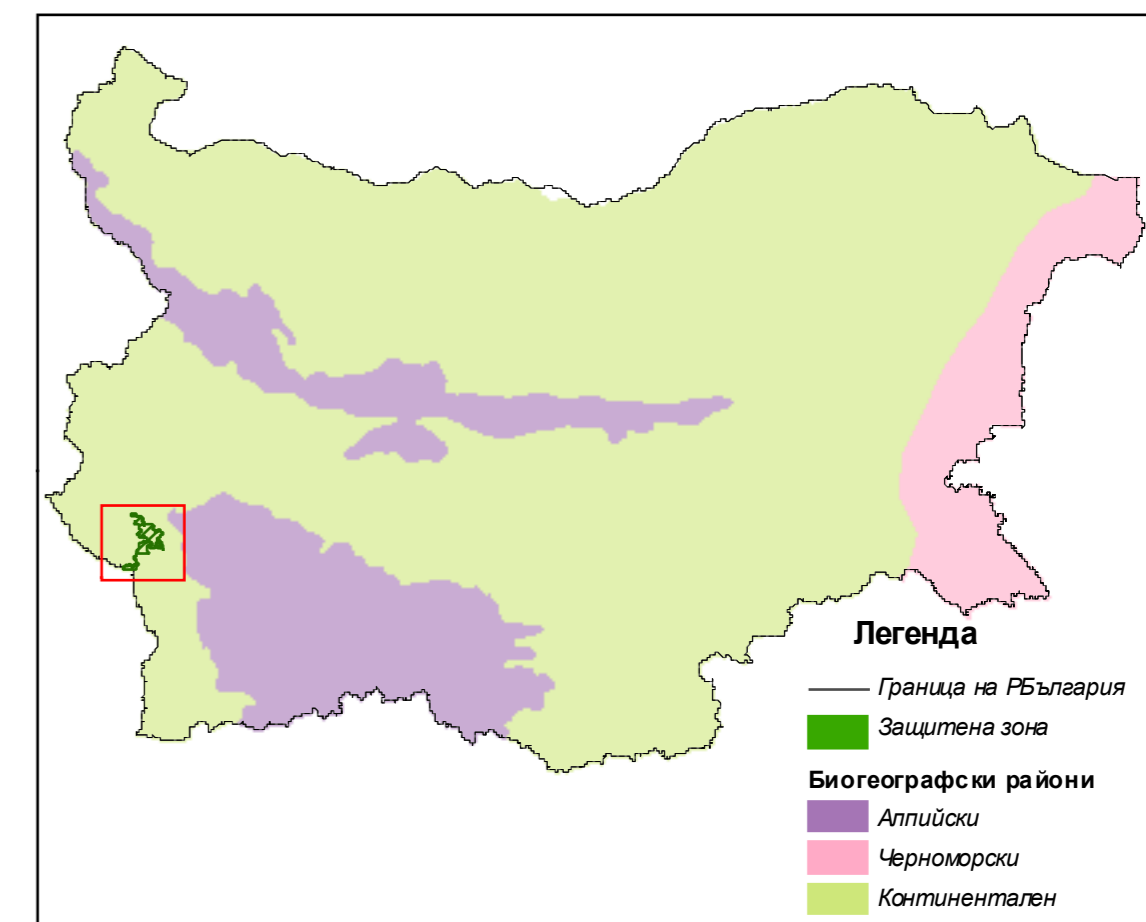 Легенда
Граница на РБългария
Защитена зона
Биогеографски райони
Алпийски
Черноморски
Континентален